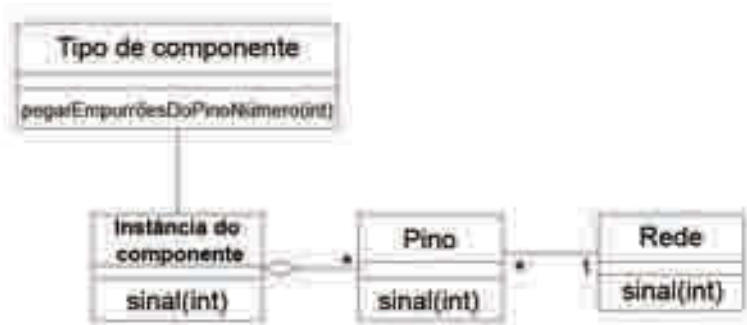 Tipo de componente
pegarEmpurrõesDoPinoNúmero(int)
Instância do
componente
sinal(int)
*
Pino
sinal(int)
*
1
Rede
sinal(int)